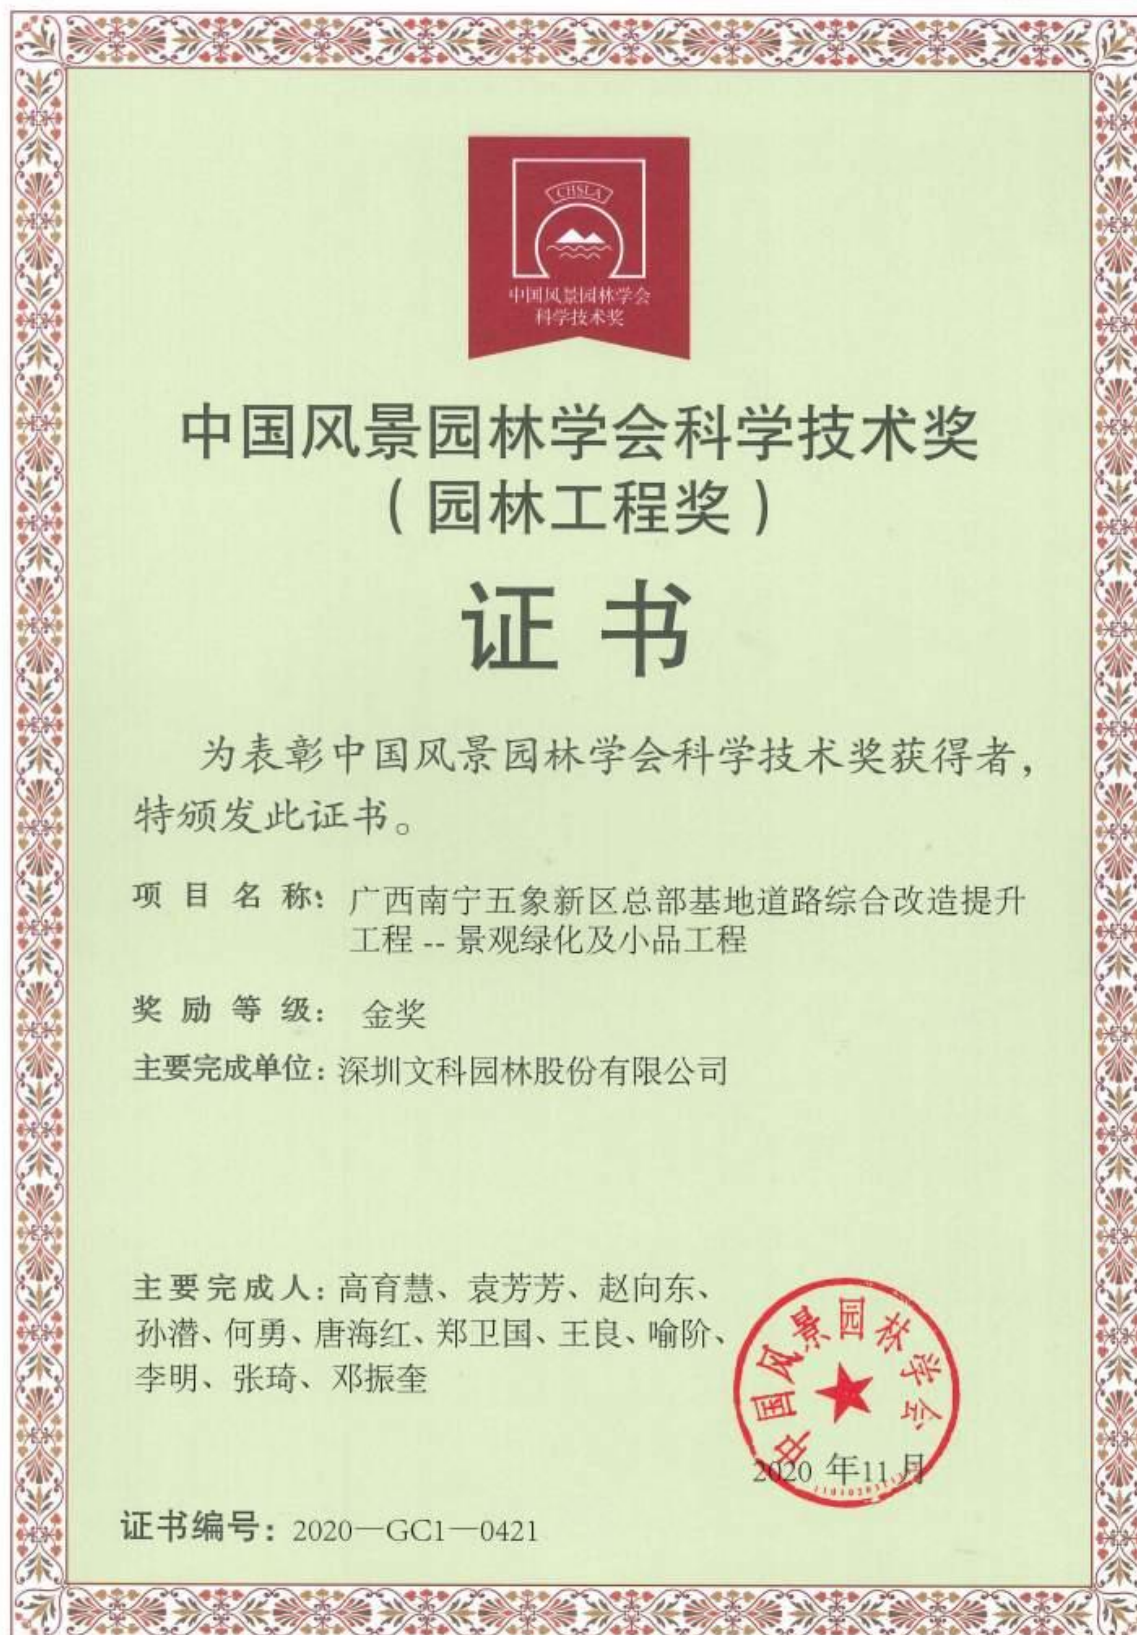 CHSLA
中国风景园林学会
科学技术奖
中国风景园林学会科学技术奖
（园林工程奖）
证书
为表彰中国风景园林学会科学技术奖获得者，
特颁发此证书。
项目名称：广西南宁五象新区总部基地道路综合改造提升
工程--景观绿化及小品工程
奖励等级：金奖
主要完成单位：深圳文科园林股份有限公司
主要完成人：高育慧、袁芳芳、赵向东、
孙潜、何勇、唐海红、郑卫国、王良、喻阶、
李明、张琦、邓振奎
中国风景园林学会
2020 年11月
证书编号：2020—GC1—0421